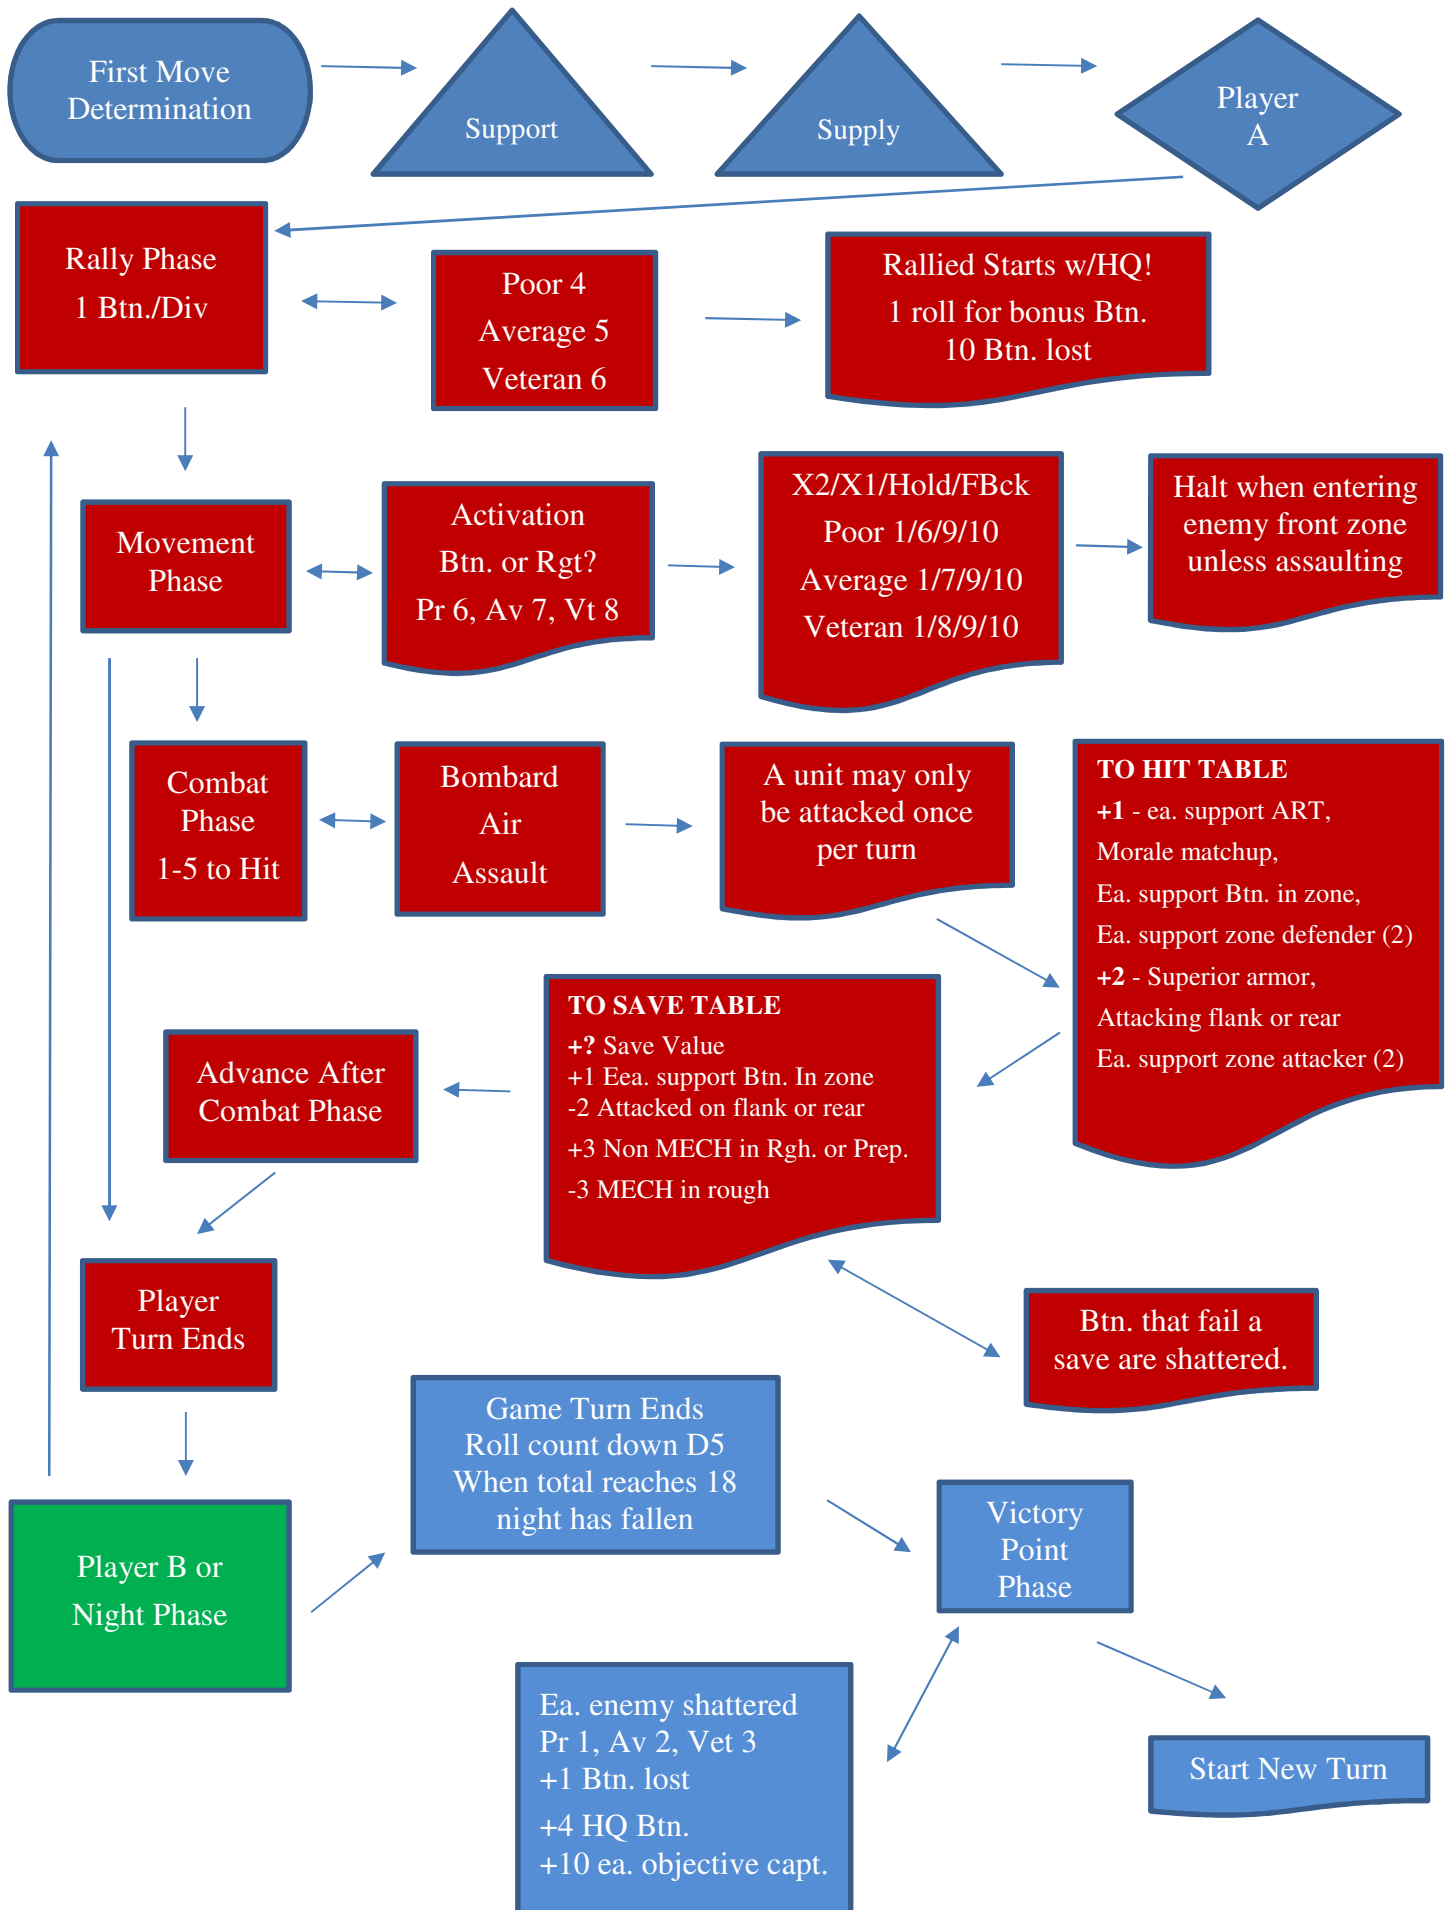 First Move
Determination
Support
Supply
Player
A
Rally Phase
1 Btn./Div
Poor 4
Average 5
Veteran 6
Rallied Starts w/HQ!
1 roll for bonus Btn.
10 Btn. lost
Movement
Phase
Activation
Btn. or Rgt?
Pr 6, Av 7, Vt 8
X2/X1/Hold/FBck
Poor 1/6/9/10
Average 1/7/9/10
Veteran 1/8/9/10
Halt when entering
enemy front zone
unless assaulting
Combat
Phase
1-5 to Hit
Bombard
Air
Assault
A unit may only
be attacked once
per turn
TO HIT TABLE
+1 - ea. support ART,
Morale matchup,
Ea. support Btn. in zone,
Ea. support zone defender (2)
+2 - Superior armor,
Attacking flank or rear
Ea. support zone attacker (2)
TO SAVE TABLE
+? Save Value
+1 Eea. support Btn. In zone
-2 Attacked on flank or rear
+3 Non MECH in Rgh. or Prep.
-3 MECH in rough
Advance After
Combat Phase
Player
Turn Ends
Btn. that fail a
save are shattered.
Game Turn Ends
Roll count down D5
When total reaches 18
night has fallen
Victory
Point
Phase
Player B or
Night Phase
Ea. enemy shattered
Pr 1, Av 2, Vet 3
+1 Btn. lost
+4 HQ Btn.
+10 ea. objective capt.
Start New Turn